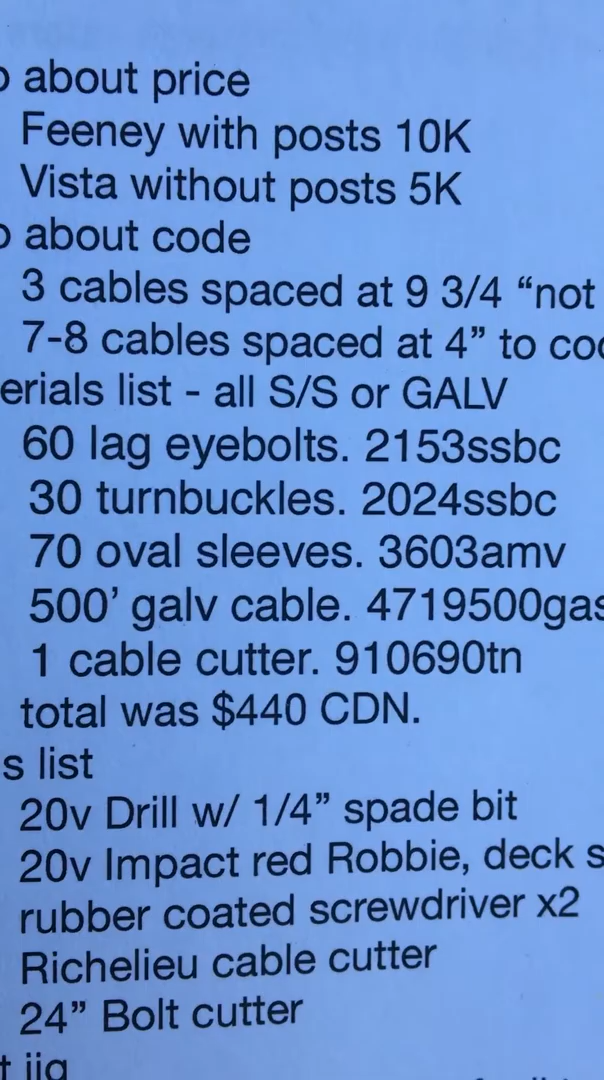 about price
Feeney with posts 10K
Vista without posts 5K
about code
3 cables spaced at 9 3/4 “not
7-8 cables spaced at 4” to
erials list - all S/S or GALV
60 lag eyebolts. 2153ssbc
30 turnbuckles. 2024ssbc
70 oval sleeves. 3603amv
500’ galv cable. 4719500gas
1 cable cutter. 910690tn
total was $440 CDN.
s list
20v Drill w/ 1/4” spade bit
20v Impact red Robbie, deck s
rubber coated screwdriver x2
Richelieu cable cutter
24” Bolt cutter
t jig